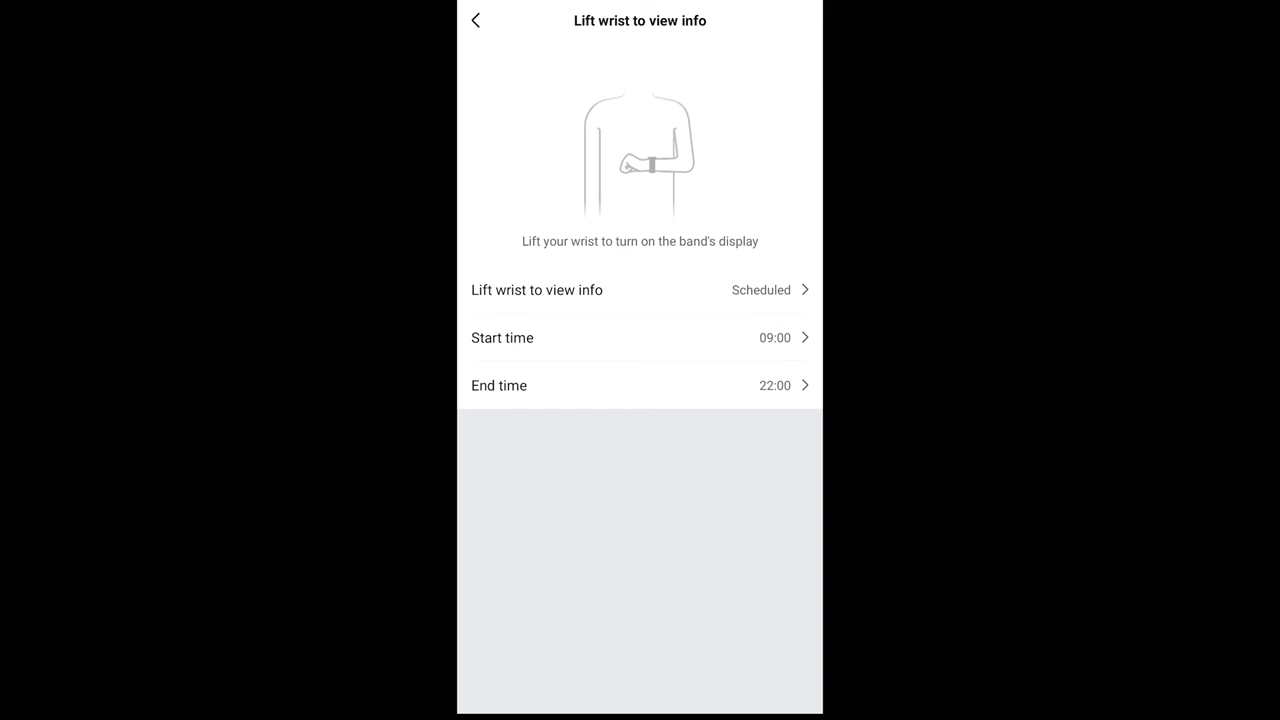 Lift wrist to view info
Lift your wrist to turn on the band's display
Lift wrist to view info Scheduled
Start time 09:00
End time 22:00